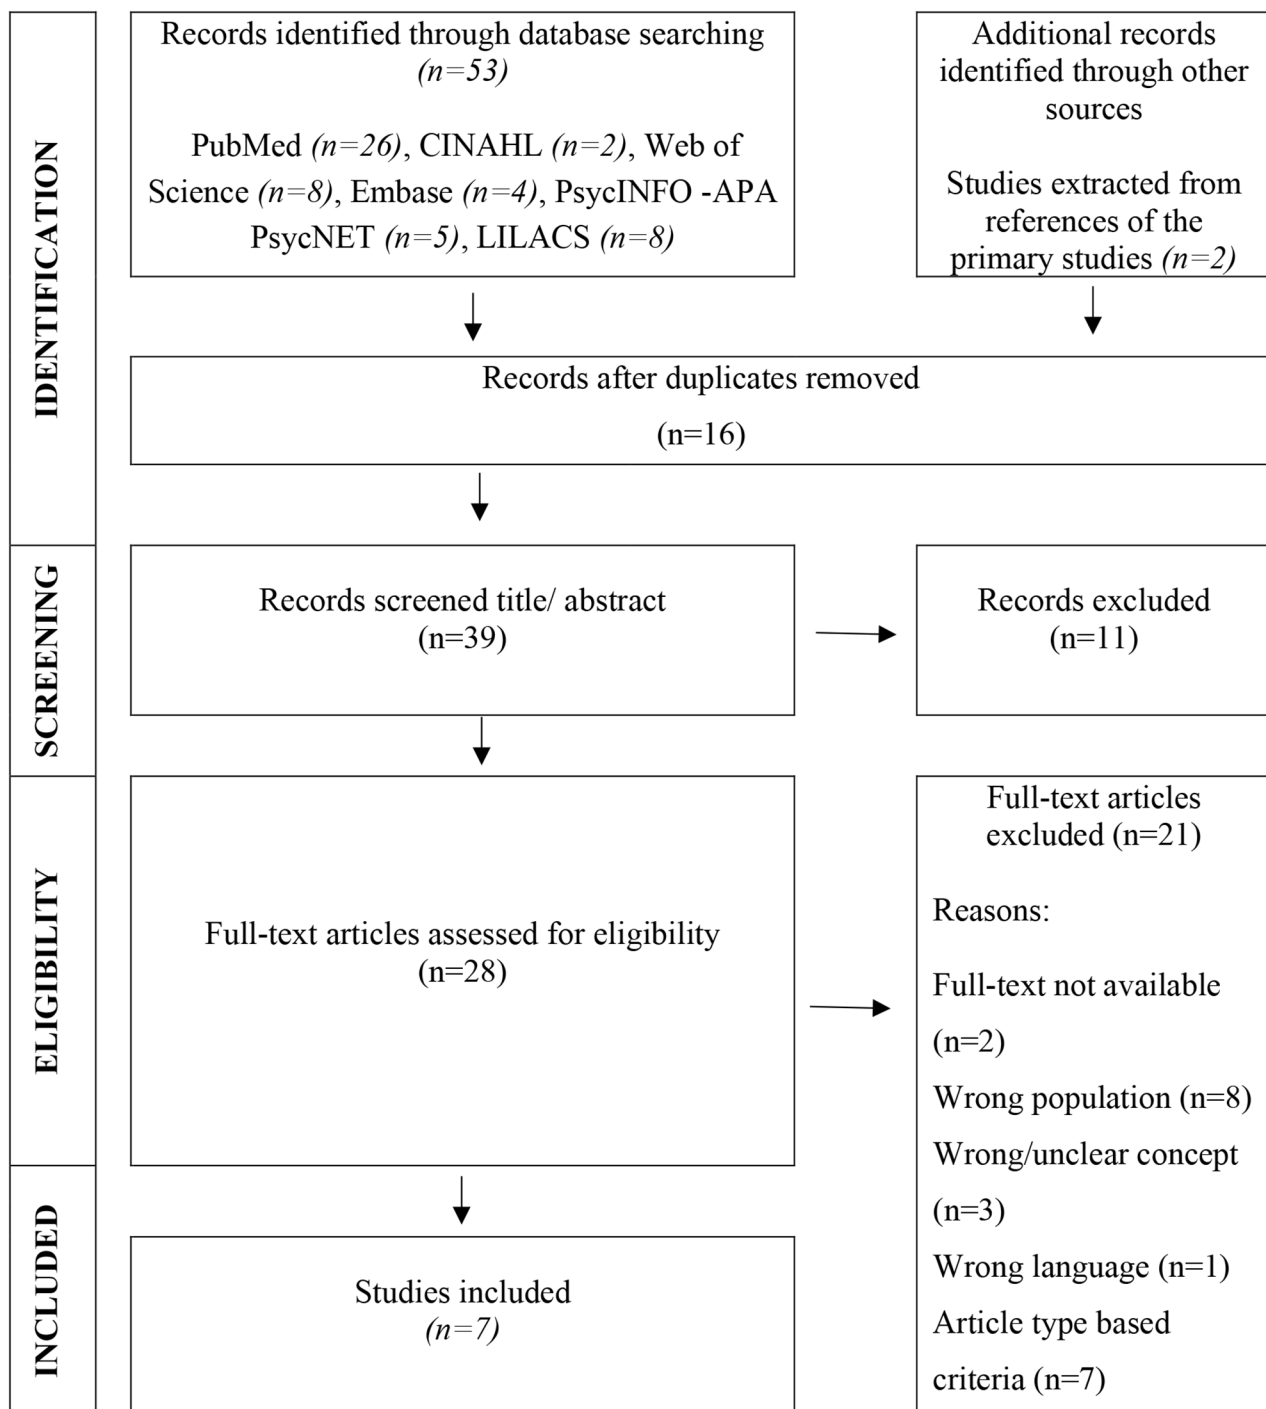 IDENTIFICATION
Records identified through database searching
(n=53)
PubMed (n=26), CINAHL (n=2), Web of
Science (n=8), Embase (n=4), PsycINFO -APA
PsycNET (n=5), LILACS (n=8)
Additional records
identified through other
sources
Studies extracted from
references of the
primary studies (n=2)
Records after duplicates removed
(n=16)
SCREENING
Records screened title/ abstract
(n=39)
Records excluded
(n=11)
ELIGIBILITY
Full-text articles assessed for eligibility
(n=28)
Full-text articles
excluded (n=21)
Reasons:
Full-text not available
(n=2)
Wrong population (n=8)
Wrong/unclear concept
(n=3)
Wrong language (n=1)
Article type based
criteria (n=7)
INCLUDED
Studies included
(n=7)